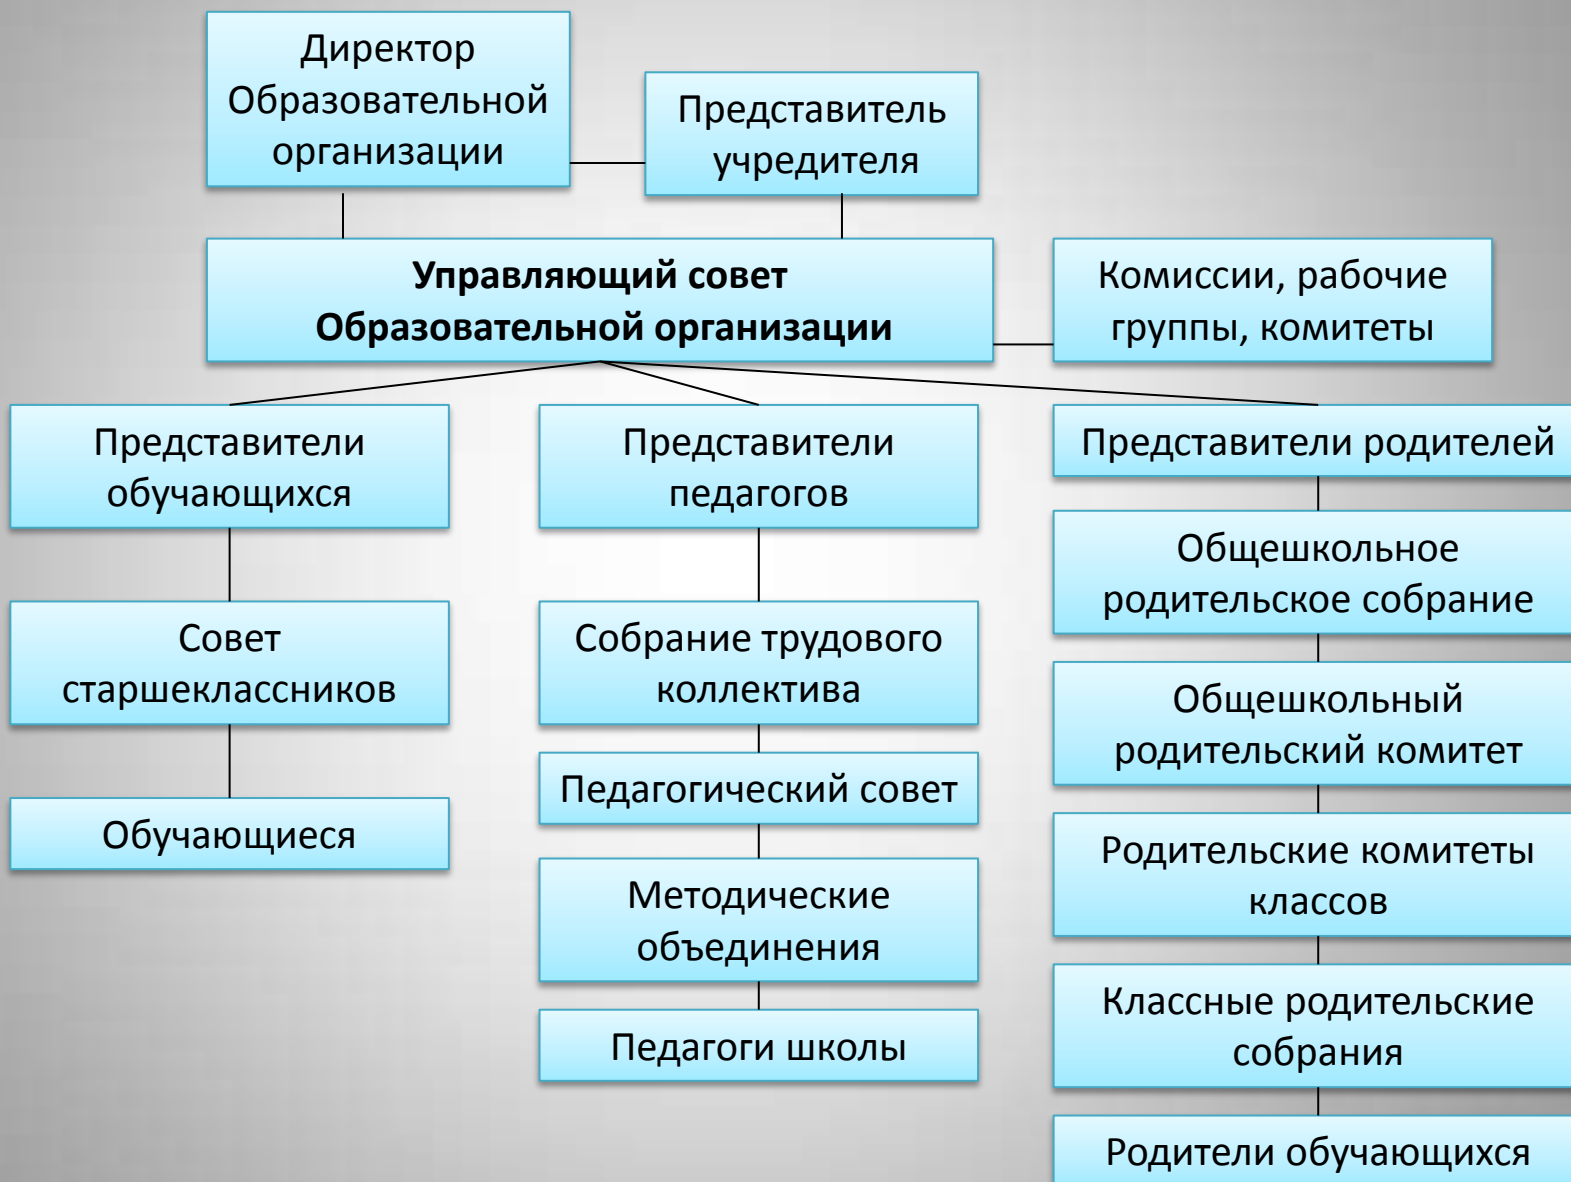 Директор
Образовательной
организации
Представитель
учредителя
Управляющий совет
Образовательной организации
Комиссии, рабочие
группы, комитеты
Представители
обучающихся
Совет
старшеклассников
Обучающиеся
Представители
педагогов
Собрание трудового
коллектива
Педагогический совет
Методические
объединения
Педагоги школы
Представители родителей
Общешкольное
родительское собрание
Общешкольный
родительский комитет
Родительские комитеты
классов
Классные родительские
собрания
Родители обучающихся